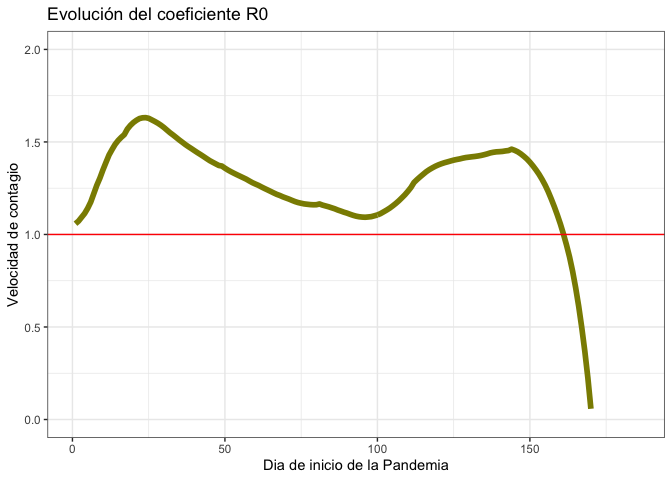 Evolución del coeficiente R0
2.0
1.5
1.0
0.5
0.0
Velocidad de contagio
0 50 100 150
Dia de inicio de la Pandemia